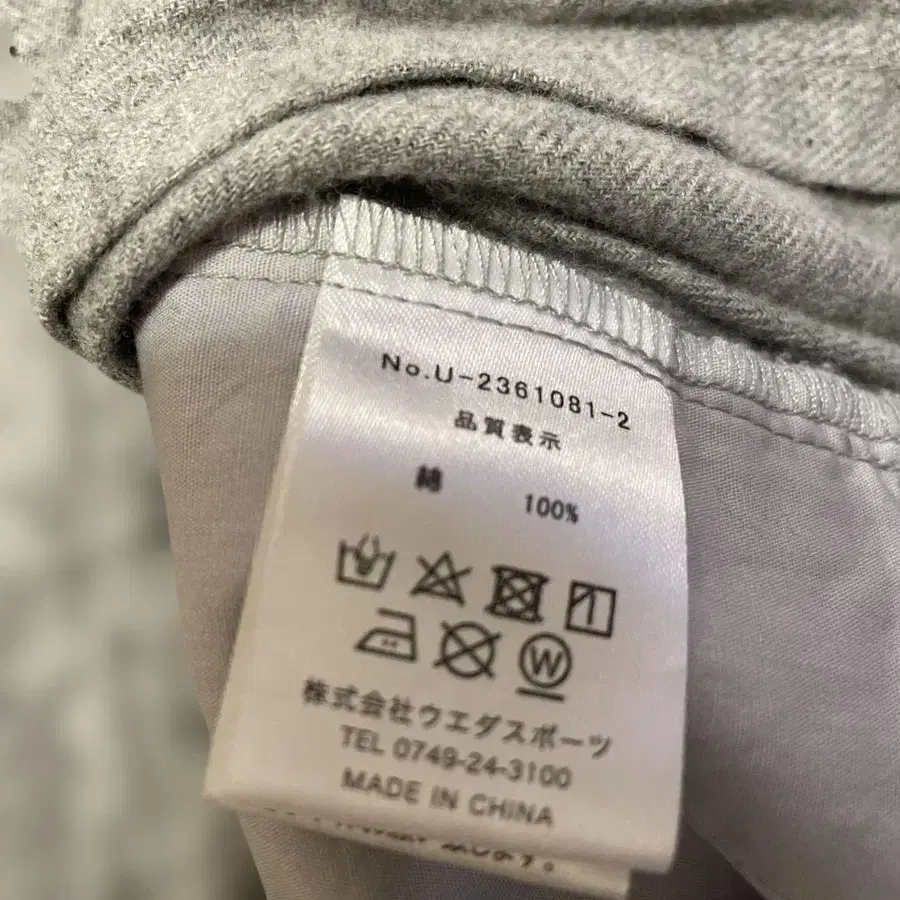 No.U-2361081-2
品質表示
綿 100%
W
株式会社ウエダスポーツ
TEL 0749-24-3100
MADE IN CHINA